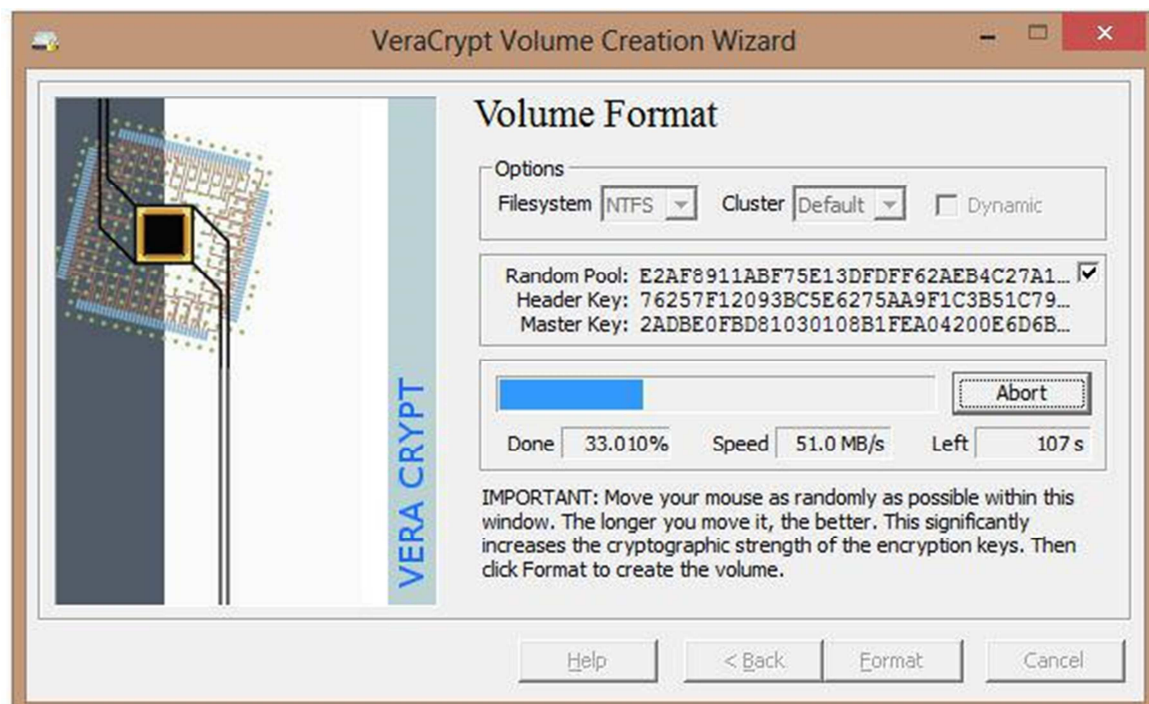 VeraCrypt Volume Creation Wizard
Volume Format
Options
Filesystem NTFS Cluster Default Dynamic
Random Pool: E2AF8911ABF75E13DFDFF62AEB4C27A1...
Header Key: 76257F12093BC5E6275AA9F1C3B51C79...
Master Key: 2ADBE0FBD81030108B1FEA04200E6D6B...
Abort
Done 33.010% Speed 51.0 MB/s Left 107 s
IMPORTANT: Move your mouse as randomly as possible within this
window. The longer you move it, the better. This significantly
increases the cryptographic strength of the encryption keys. Then
click Format to create the volume.
VERA CRYPT
Help < Back Format Cancel